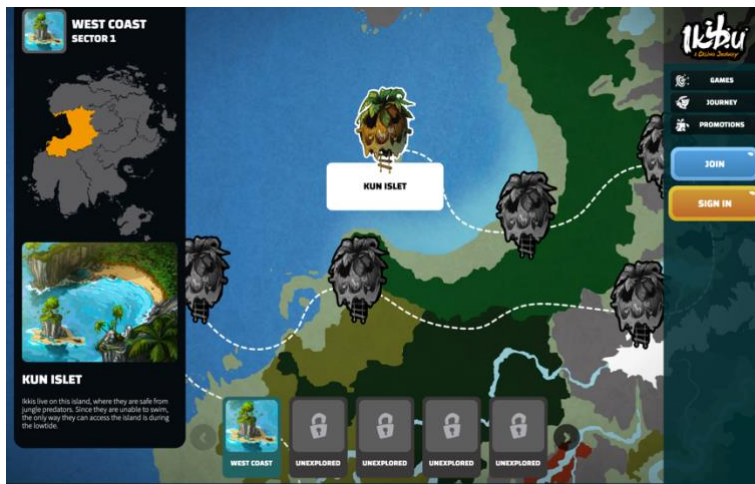 WEST COAST
SECTOR 1
KUN ISLET
Ikkis live on this island, where they are safe from
jungle predators. Since they are unable to swim,
the only way they can access the island is during
the lowtide.
KUN ISLET
WEST COAST
UNEXPLORED
UNEXPLORED
UNEXPLORED
UNEXPLORED
Ikibu
GAMES
JOURNEY
PROMOTIONS
JOIN
SIGN IN